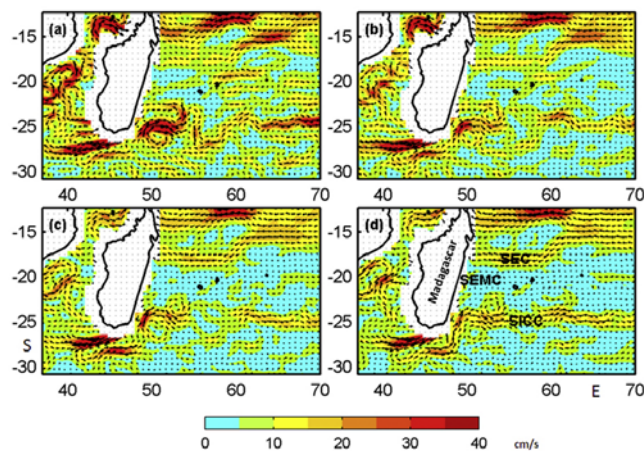 (a) (b)
-15 -15
-20 -20
-25 -25
-30 -30
40 50 60 70 40 50 60 70
(c) (d)
-15 -15
Madagascar
SEC
-20 SEMC -20
-25 SICC -25
S
-30 -30
E
40 50 60 70 40 50 60 70
0 10 20 30 40 cm/s